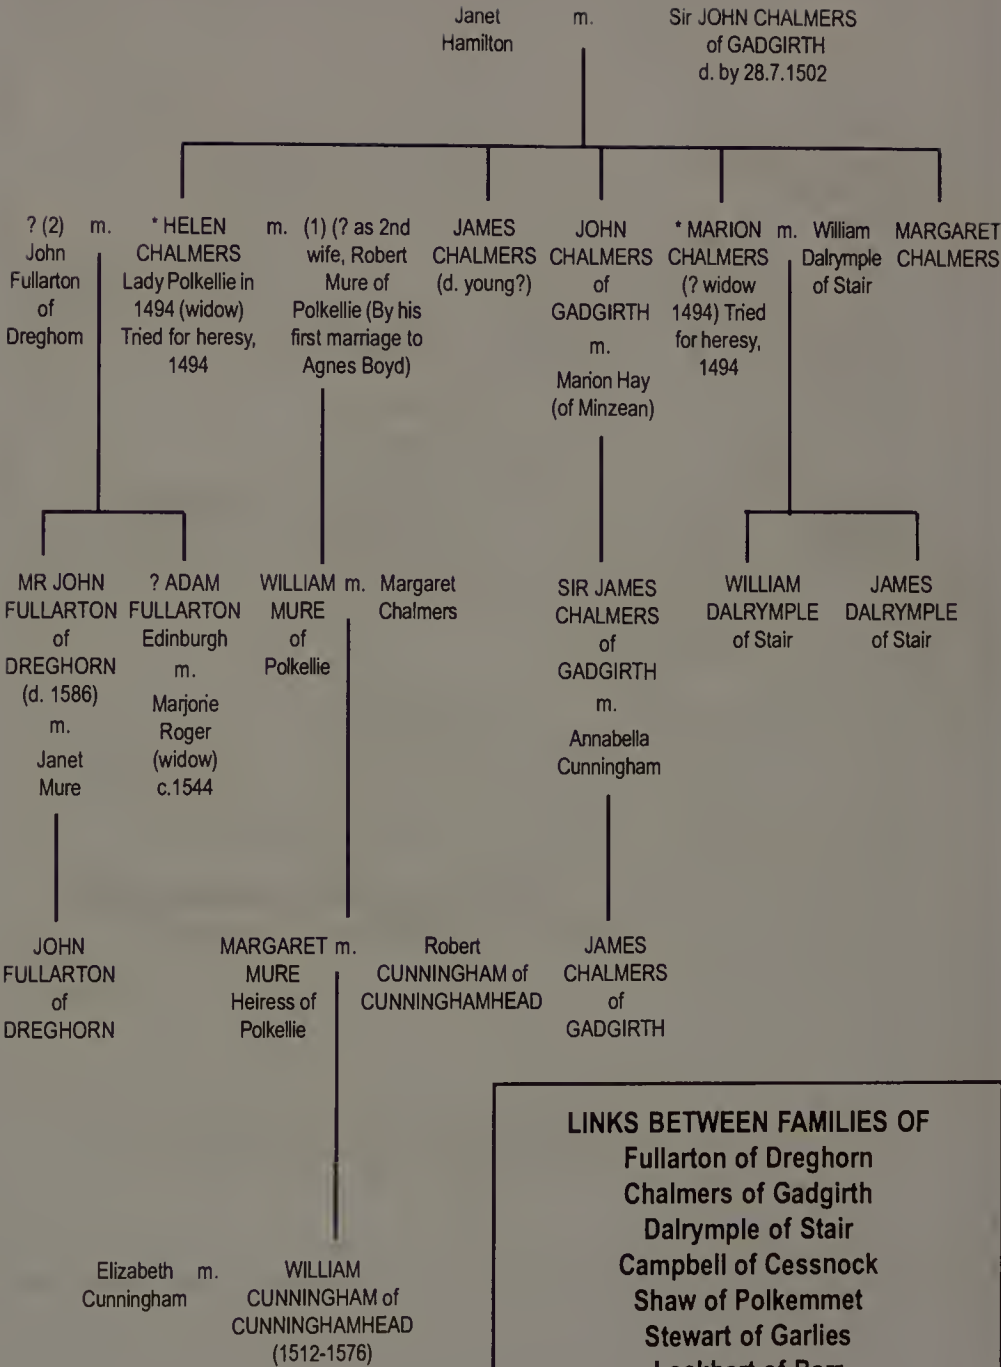 Janet
Hamilton
m.
Sir JOHN CHALMERS
of GADGIRTH
d. by 28.7.1502
? (2)
John
Fullarton
of
Dreghorn
m.
* HELEN
CHALMERS
Lady Polkellie in
1494 (widow)
Tried for heresy,
1494
m.
(1) (? as 2nd
wife, Robert
Mure of
Polkellie (By his
first marriage to
Agnes Boyd)
JAMES
CHALMERS
(d. young?)
JOHN
CHALMERS
of
GADGIRTH
m.
Marion Hay
(of Minzean)
* MARION
CHALMERS
(? widow
1494) Tried
for heresy,
1494
m.
William
Dalrymple
of Stair
MARGARET
CHALMERS
MR JOHN
FULLARTON
of
DREGHORN
(d. 1586)
m.
Janet
Mure
? ADAM
FULLARTON
Edinburgh
m.
Marjorie
Roger
(widow)
c.1544
WILLIAM
MURE
of
Polkellie
m.
Margaret
Chalmers
SIR JAMES
CHALMERS
of
GADGIRTH
m.
Annabella
Cunningham
WILLIAM
DALRYMPLE
of Stair
JAMES
DALRYMPLE
of Stair
JOHN
FULLARTON
of
DREGHORN
MARGARET
MURE
Heiress of
Polkellie
m.
Robert
CUNNINGHAM of
CUNNINGHAMHEAD
JAMES
CHALMERS
of
GADGIRTH
Elizabeth
Cunningham
m.
WILLIAM
CUNNINGHAM of
CUNNINGHAMHEAD
(1512-1576)
LINKS BETWEEN FAMILIES OF
Fullarton of Dreghorn
Chalmers of Gadgirth
Dalrymple of Stair
Campbell of Cessnock
Shaw of Polkemmet
Stewart of Garlies
Lockhart of Barr